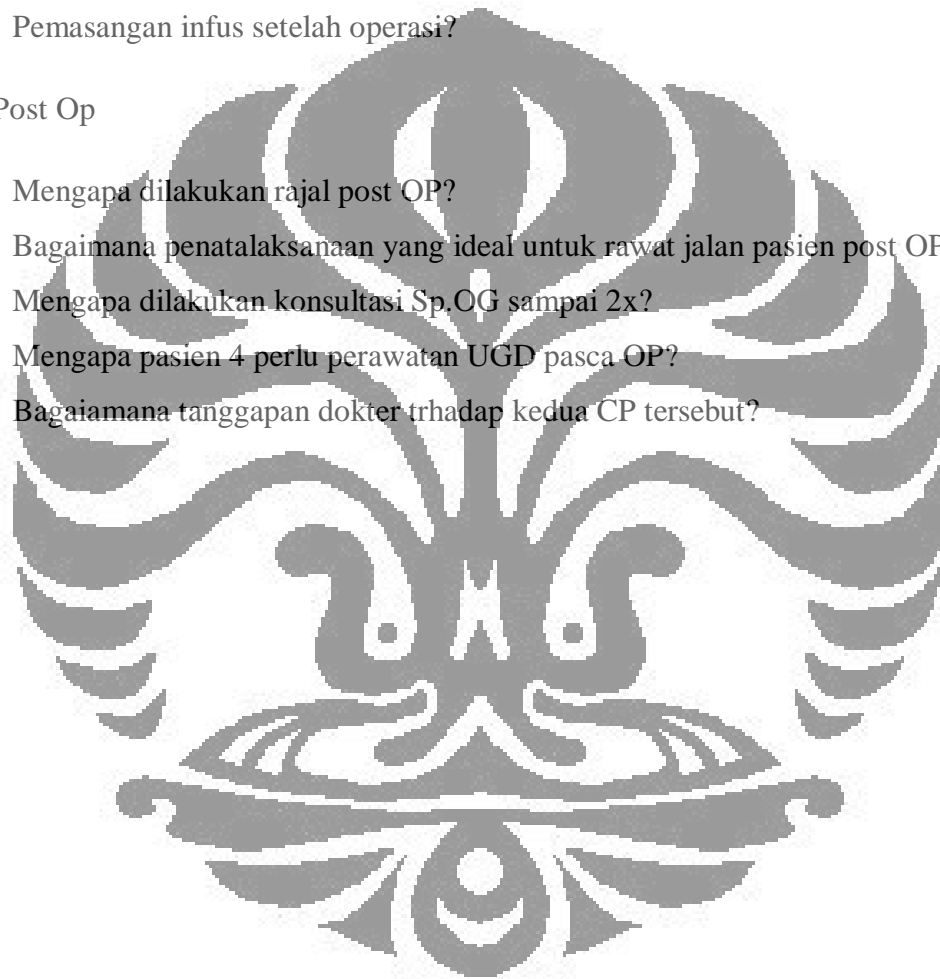 Pemasangan infus setelah operasi?
Post Op
Mengapa dilakukan rajal post OP?
Bagaimana penatalaksanaan yang ideal untuk rawat jalan pasien post OP
Mengapa dilakukan konsultasi Sp.OG sampai 2x?
Mengapa pasien 4 perlu perawatan UGD pasca OP?
Bagaiamana tanggapan dokter trhadap kedua CP tersebut?